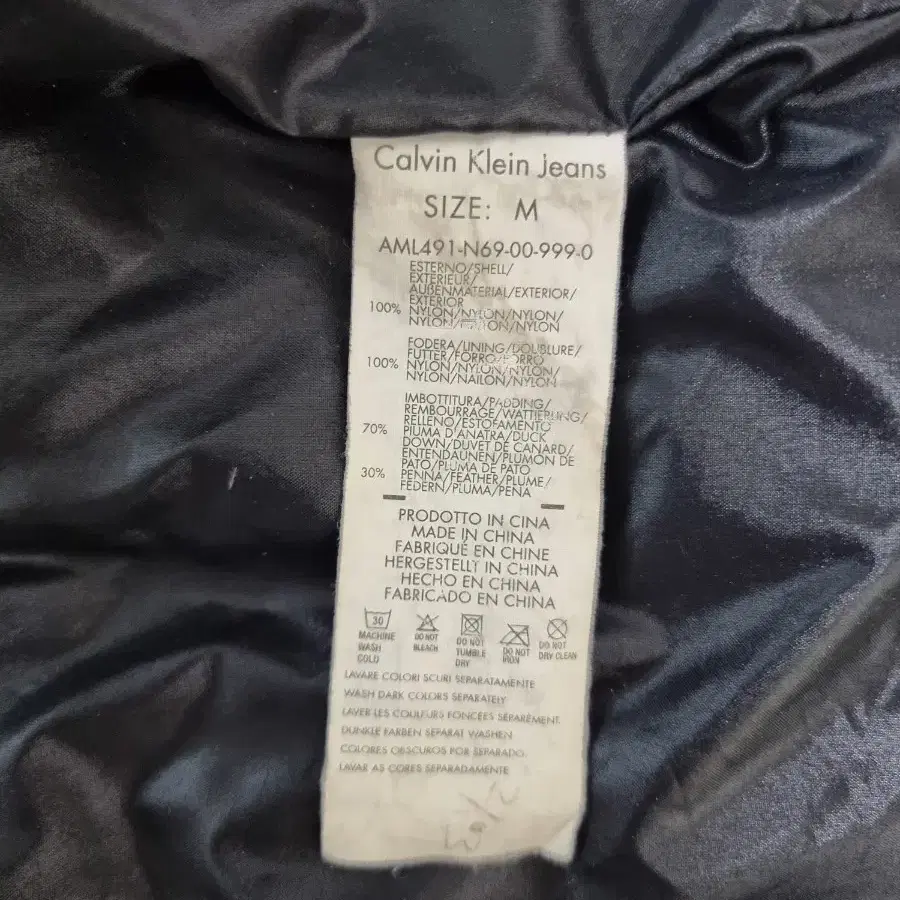 Calvin Klein Jeans
SIZE: M
AML491-N69-00-999-0
ESTERNO/SHELL/
EXTERIEUR/
AUßENMATERIAL/EXTERIOR/
EXTERIOR
100% NYLON/NYLON/NYLON/
NYLON/ /NYLON
FODERA/LINING/DOUBLURE/
FUTTER/FORRO/FORRO
100% NYLON/NYLON/NYLON/
NYLON/NAILON/NYLON
IMBOTTITURA/PADDING/
REMBOURRAGE/WATTIERUNG/
RELLENO/ESTOFAMENTO
70% PIUMA D'ANATRA/DUCK
DOWN/DUVET DE CANARD/
ENTENDAUNEN/PLUMON DE
PATO/PLUMA DE PATO
30% PENNA/FEATHER/PLUME/
FEDERN/PLUMA/PENA
PRODOTTO IN CINA
MADE IN CHINA
FABRIQUÉ EN CHINE
HERGESTELLT IN CHINA
HECHO EN CHINA
FABRICADO EN CHINA
30
MACHINE WASH COLD
DO NOT BLEACH
DO NOT TUMBLE DRY
DO NOT IRON
DO NOT DRY CLEAN
LAVARE COLORI SCURI SEPARATAMENTE
WASH DARK COLORS SEPARATELY
LAVER LES COULEURS FONCÉES SÉPARÉMENT.
DUNKLE FARBEN SEPARAT WASHEN
COLORES OBSCUROS POR SEPARADO.
LAVAR AS CORES SEPARADAMENTE